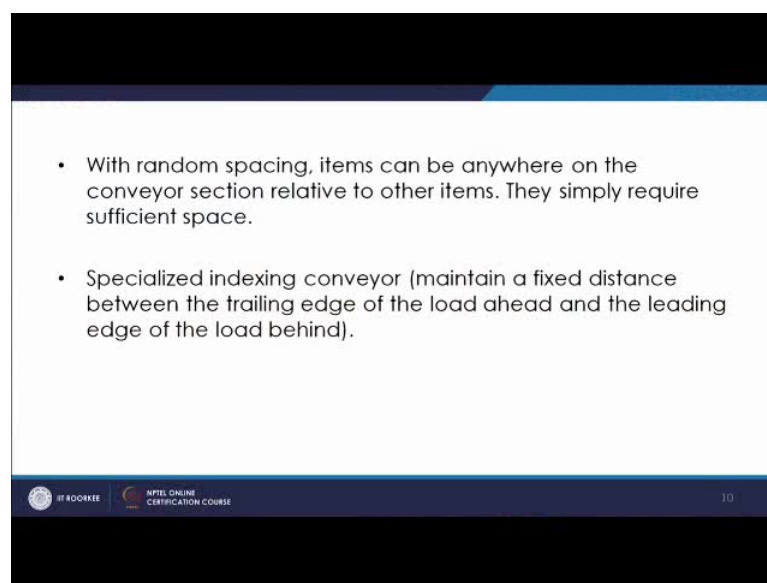 • With random spacing, items can be anywhere on the
conveyor section relative to other items. They simply require
sufficient space.
• Specialized indexing conveyor (maintain a fixed distance
between the trailing edge of the load ahead and the leading
edge of the load behind).
IIT ROORKEE
NPTEL ONLINE
CERTIFICATION COURSE
10